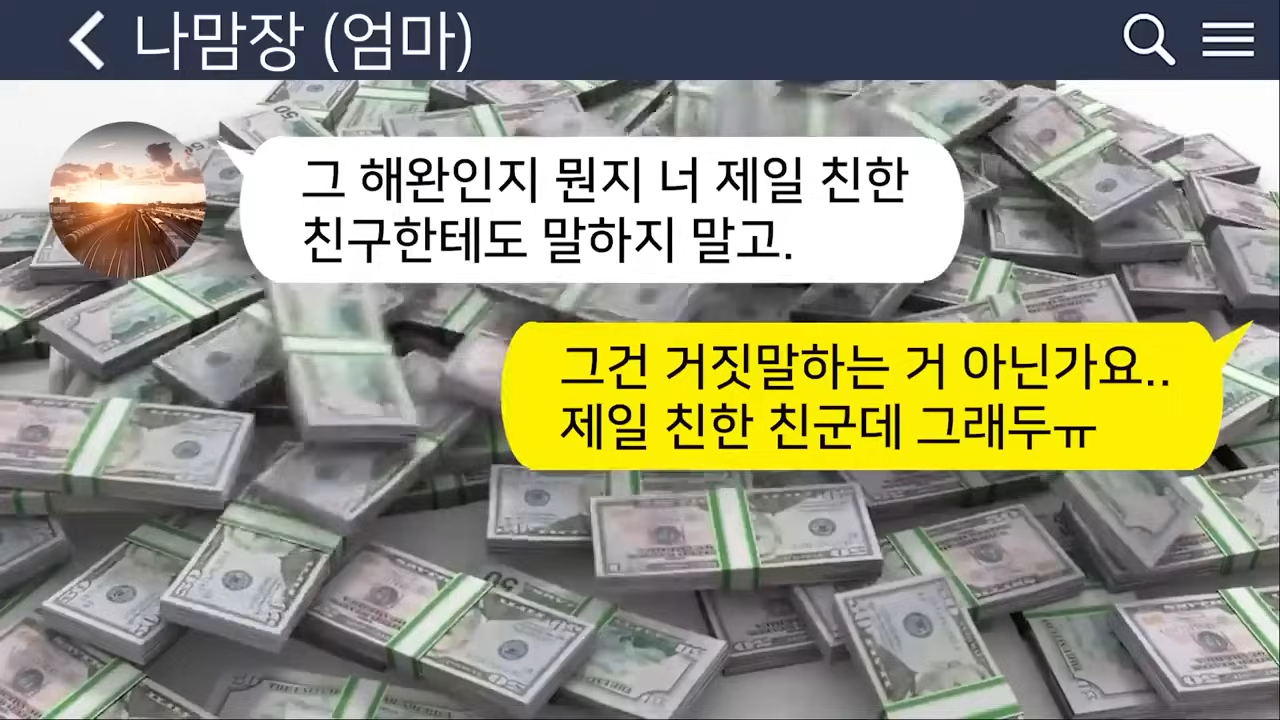 나맘장 (엄마)
그 해완인지 뭔지 너 제일 친한
친구한테도 말하지 말고.
그건 거짓말하는 거 아닌가요..
제일 친한 친군데 그래두ㅠ
50
50